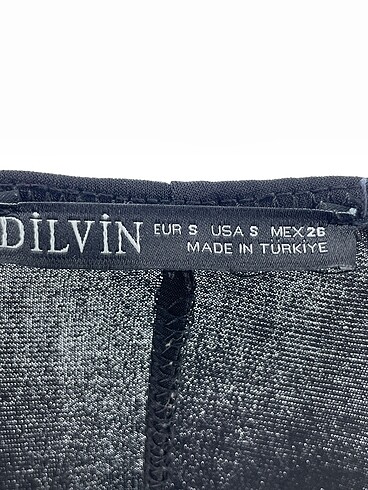 DİLVİN
EUR S USA S MEX 26
MADE IN TÜRKİYE